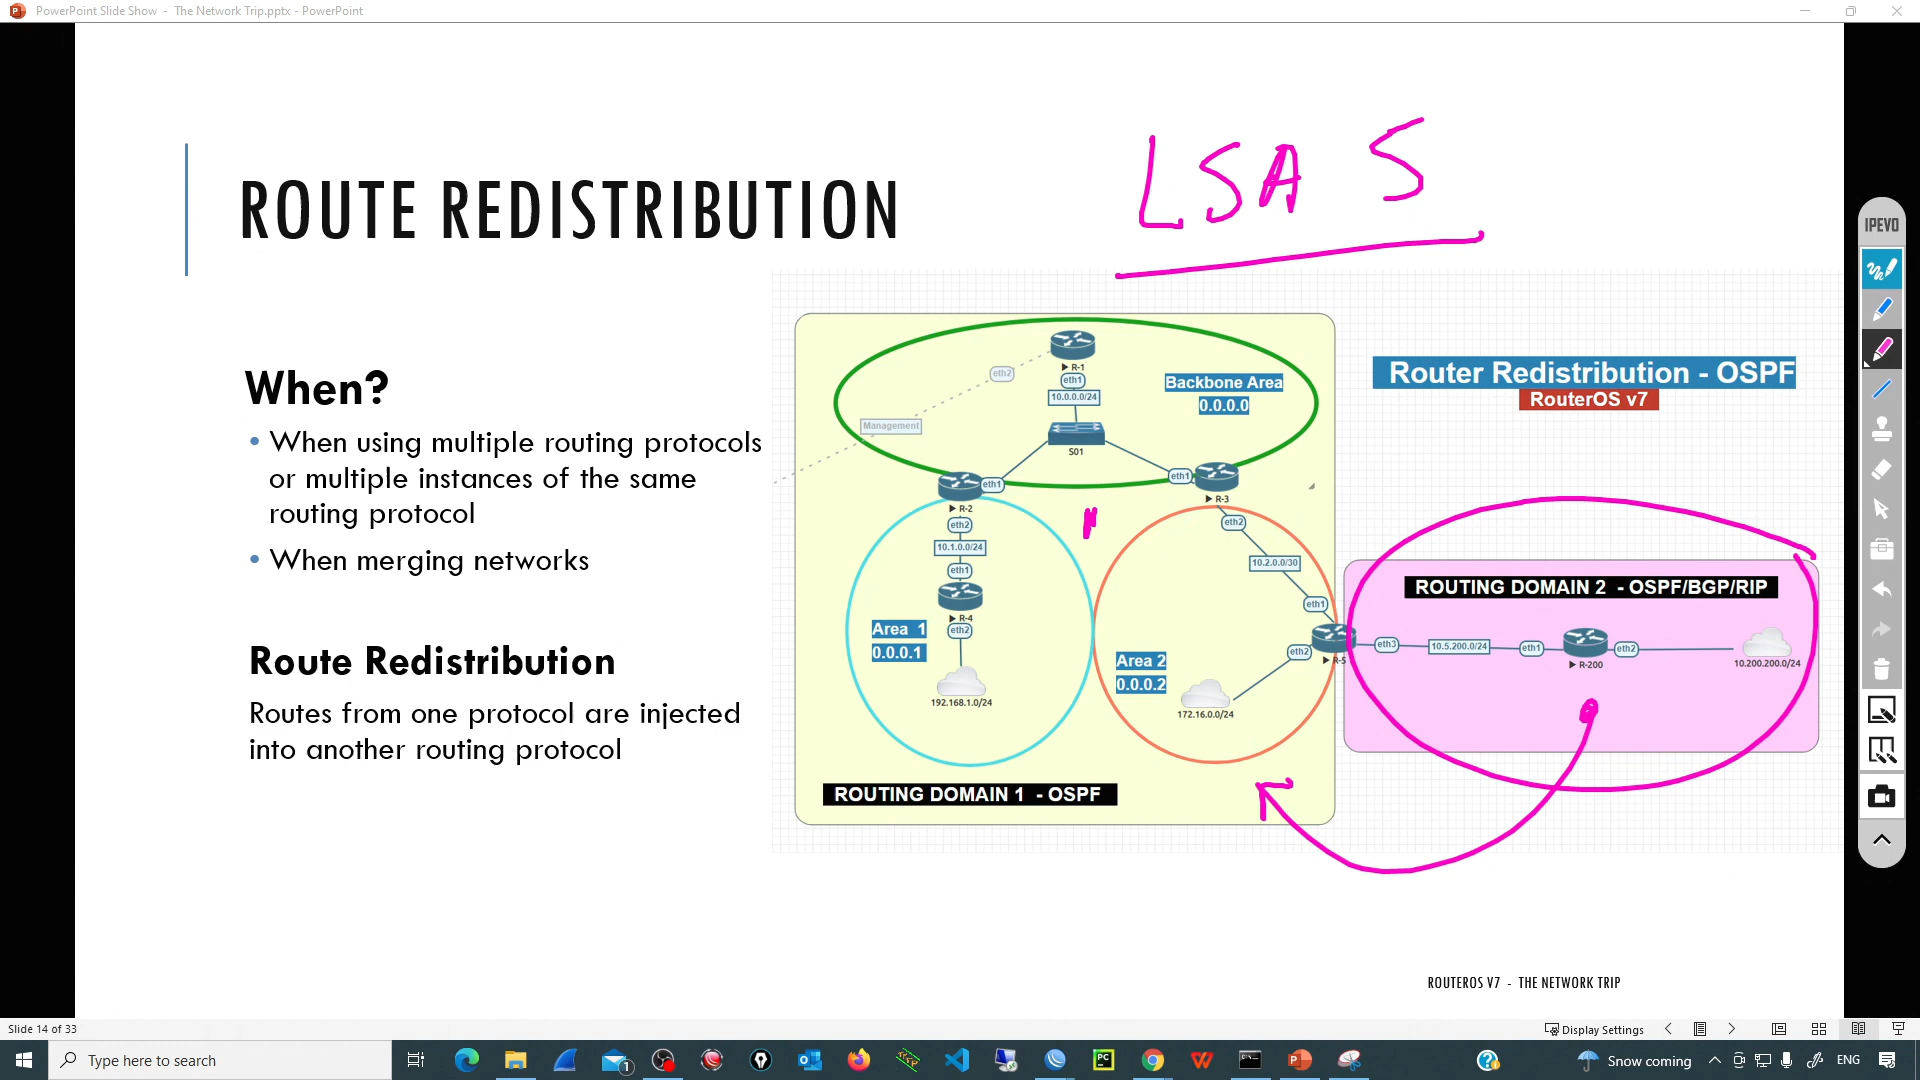 PowerPoint Slide Show - The Network Trip.pptx - PowerPoint
LSA 5
ROUTE REDISTRIBUTION
When?
• When using multiple routing protocols
or multiple instances of the same
routing protocol
• When merging networks
Route Redistribution
Routes from one protocol are injected
into another routing protocol
Router Redistribution - OSPF
RouterOS v7
R-1
eth2
eth1
10.0.0.0/24
Backbone Area
0.0.0.0
Management
S01
eth1
eth1
R-2
R-3
eth2
eth2
10.1.0.0/24
10.2.0.0/30
eth1
eth1
R-4
eth2
Area 1
0.0.0.1
192.168.1.0/24
Area 2
0.0.0.2
172.16.0.0/24
eth2
R-5
ROUTING DOMAIN 1 - OSPF
ROUTING DOMAIN 2 - OSPF/BGP/RIP
eth3
10.5.200.0/24
eth1
R-200
eth2
10.200.200.0/24
ROUTEROS V7 - THE NETWORK TRIP
IPEVO
Slide 14 of 33
Display Settings
Type here to search
1
PC
Snow coming
ENG